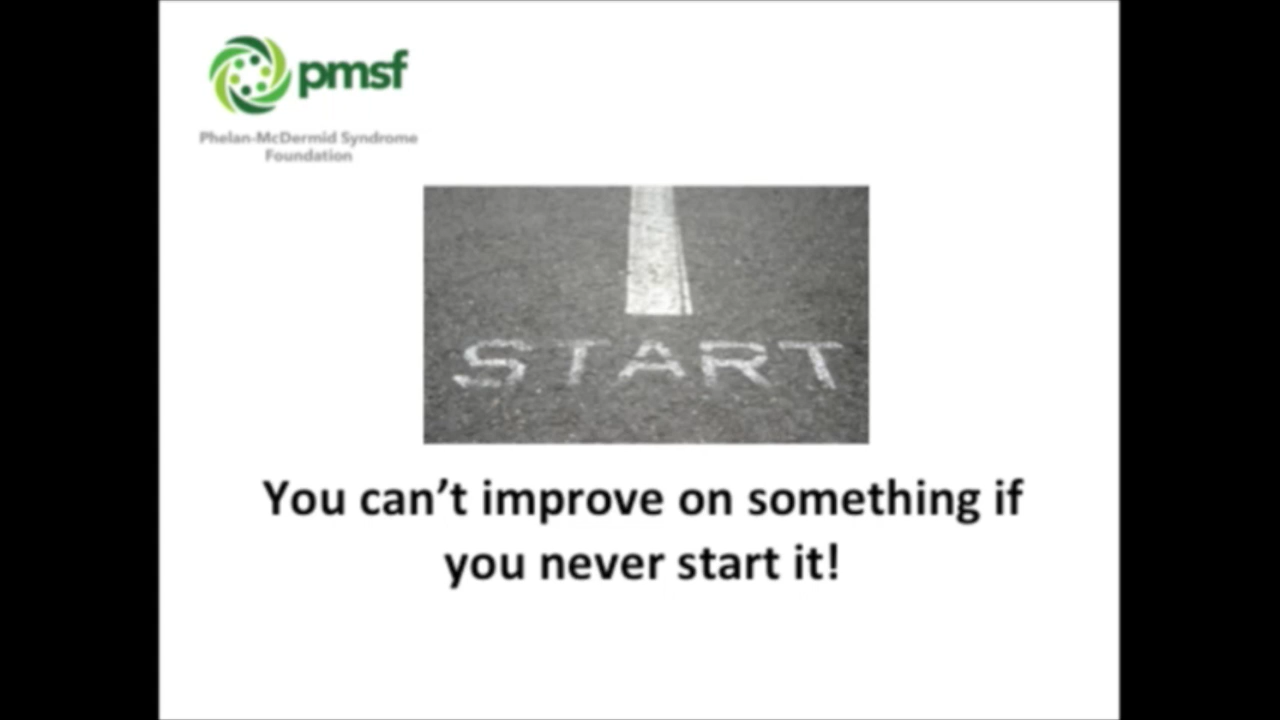 pmsf
Phelan-McDermid Syndrome
Foundation
START
You can’t improve on something if
you never start it!